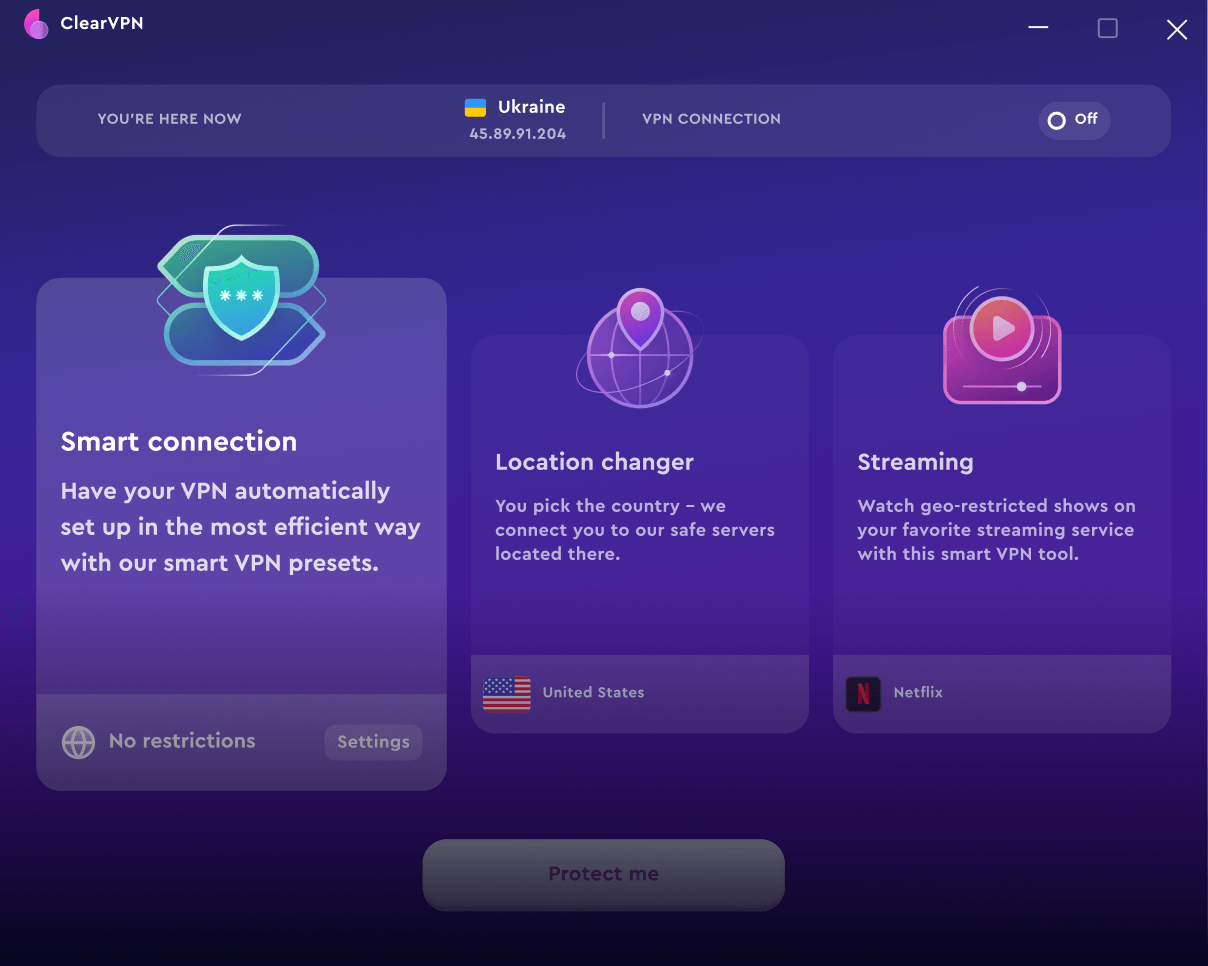 ClearVPN
YOU'RE HERE NOW
Ukraine
45.89.91.204
VPN CONNECTION
Off
***
Smart connection
Have your VPN automatically
set up in the most efficient way
with our smart VPN presets.
No restrictions
Settings
Location changer
You pick the country – we
connect you to our safe servers
located there.
United States
Streaming
Watch geo-restricted shows on
your favorite streaming service
with this smart VPN tool.
N
Netflix
Protect me